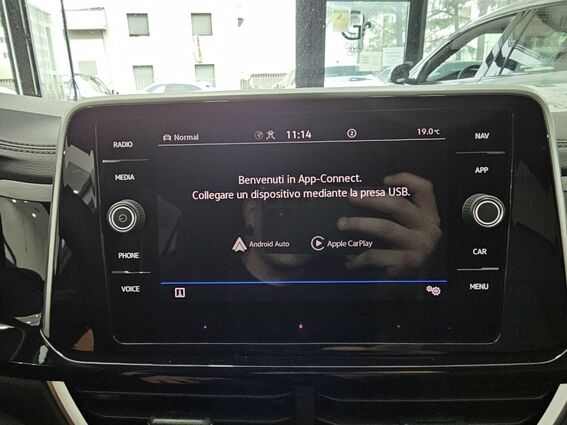 RADIO
MEDIA
PHONE
VOICE
Normal 11:14 2 19.0°C
Benvenuti in App-Connect.
Collegare un dispositivo mediante la presa USB.
Android Auto Apple CarPlay
NAV
APP
CAR
MENU